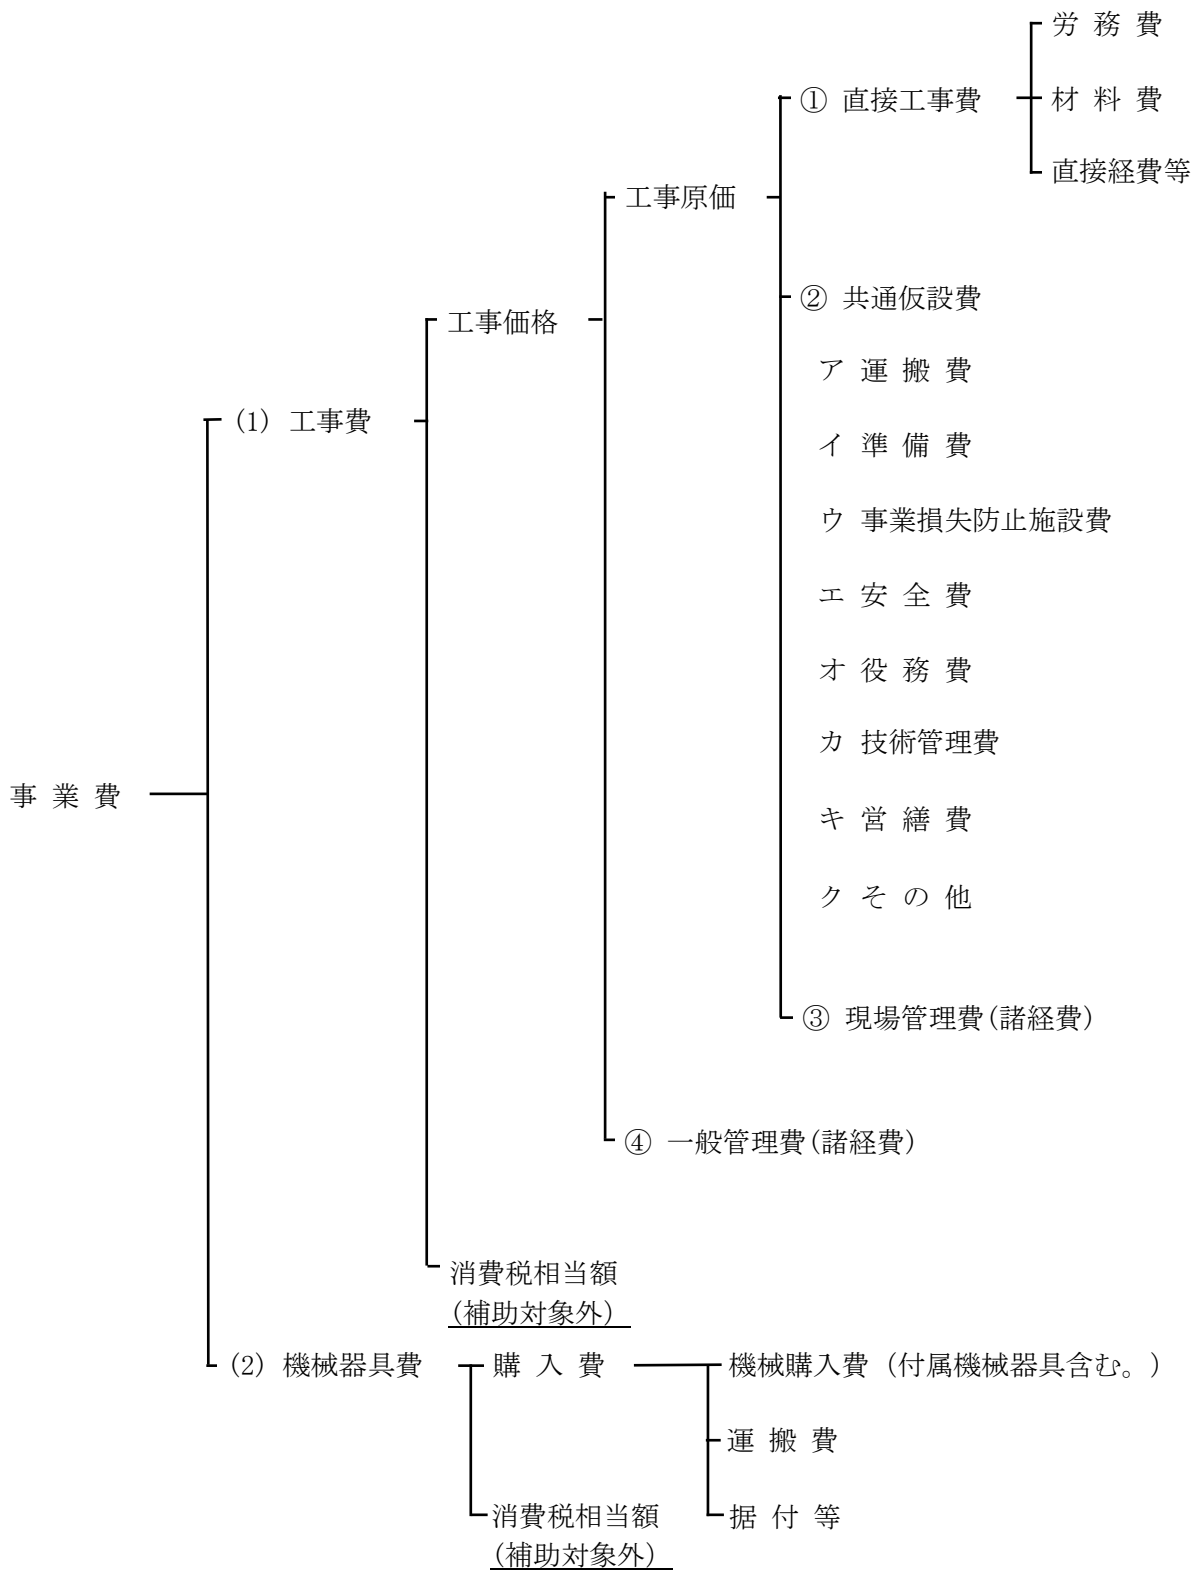 労 務 費
① 直接工事費
材 料 費
直接経費等
工事原価
② 共通仮設費
工事価格
ア 運 搬 費
(1) 工事費
イ 準 備 費
ウ 事業損失防止施設費
エ 安 全 費
オ 役 務 費
カ 技術管理費
事 業 費
キ 営 繕 費
ク そ の 他
③ 現場管理費(諸経費)
④ 一般管理費(諸経費)
消費税相当額
(補助対象外)
(2) 機械器具費
購 入 費
機械購入費 (付属機械器具含む。)
運 搬 費
消費税相当額
(補助対象外)
据 付 等